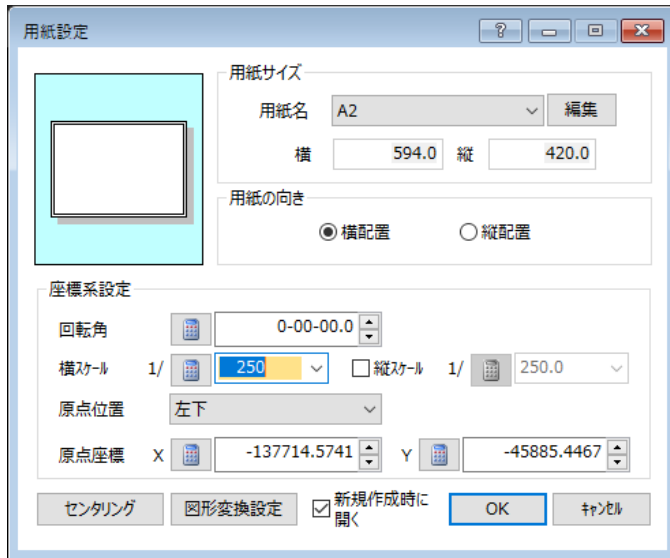 用紙設定
用紙サイズ
用紙名 A2 編集
横 594.0 縦 420.0
用紙の向き
横配置 縦配置
座標系設定
回転角 0-00-00.0
横スケール 1/ 250 縦スケール 1/ 250.0
原点位置 左下
原点座標 X -137714.5741 Y -45885.4467
センタリング 図形変換設定 新規作成時に
開く OK キャンセル